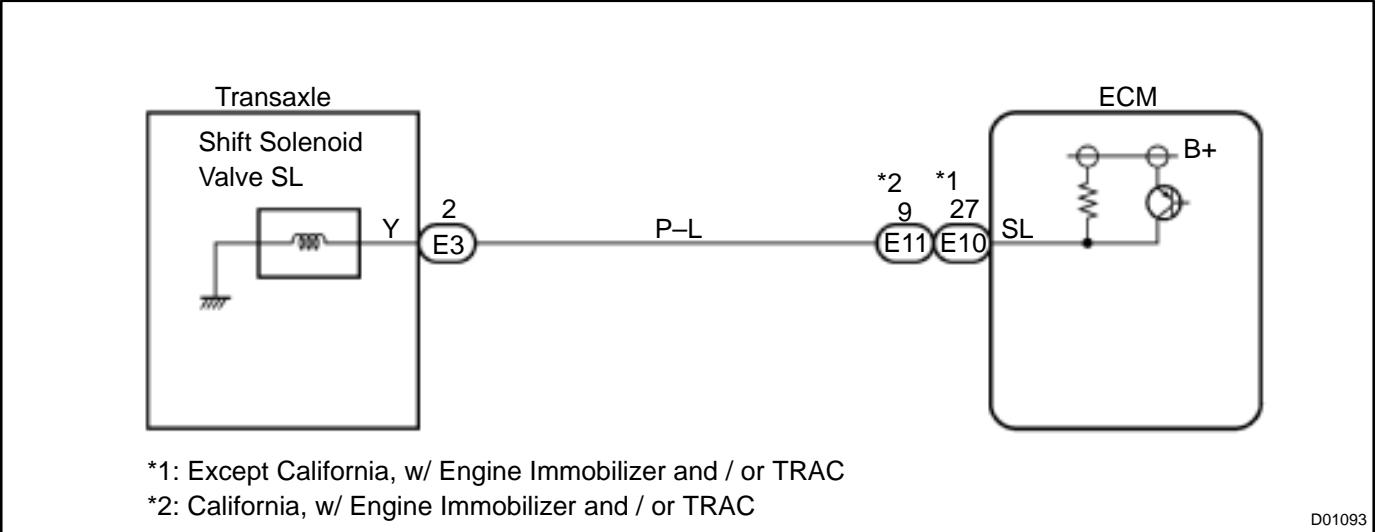 Transaxle
ECM
Shift Solenoid
Valve SL
B+
*2
*1
2
9
27
Y
E3
P–L
E11
E10
SL
*1: Except California, w/ Engine Immobilizer and / or TRAC
*2: California, w/ Engine Immobilizer and / or TRAC
D01093